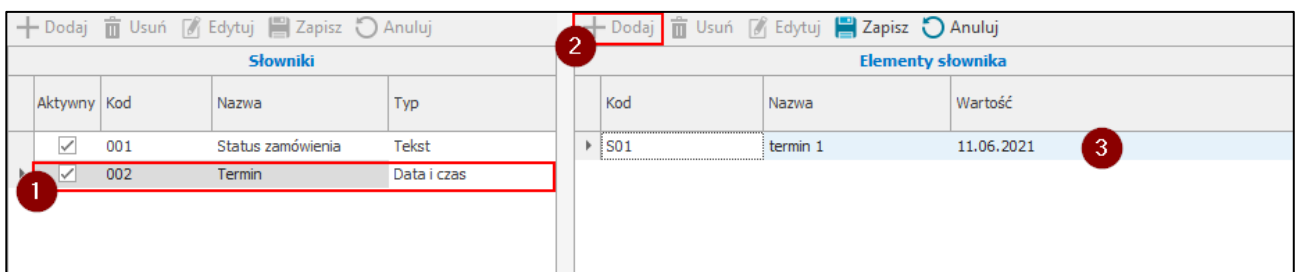 Dodaj Usuń Edytuj Zapisz Anuluj
Dodaj Usuń Edytuj Zapisz Anuluj
2
Słowniki
Elementy słownika
Aktywny Kod Nazwa Typ
Kod Nazwa Wartość
001 Status zamówienia Tekst
S01 termin 1 11.06.2021 3
002 Termin Data i czas
1